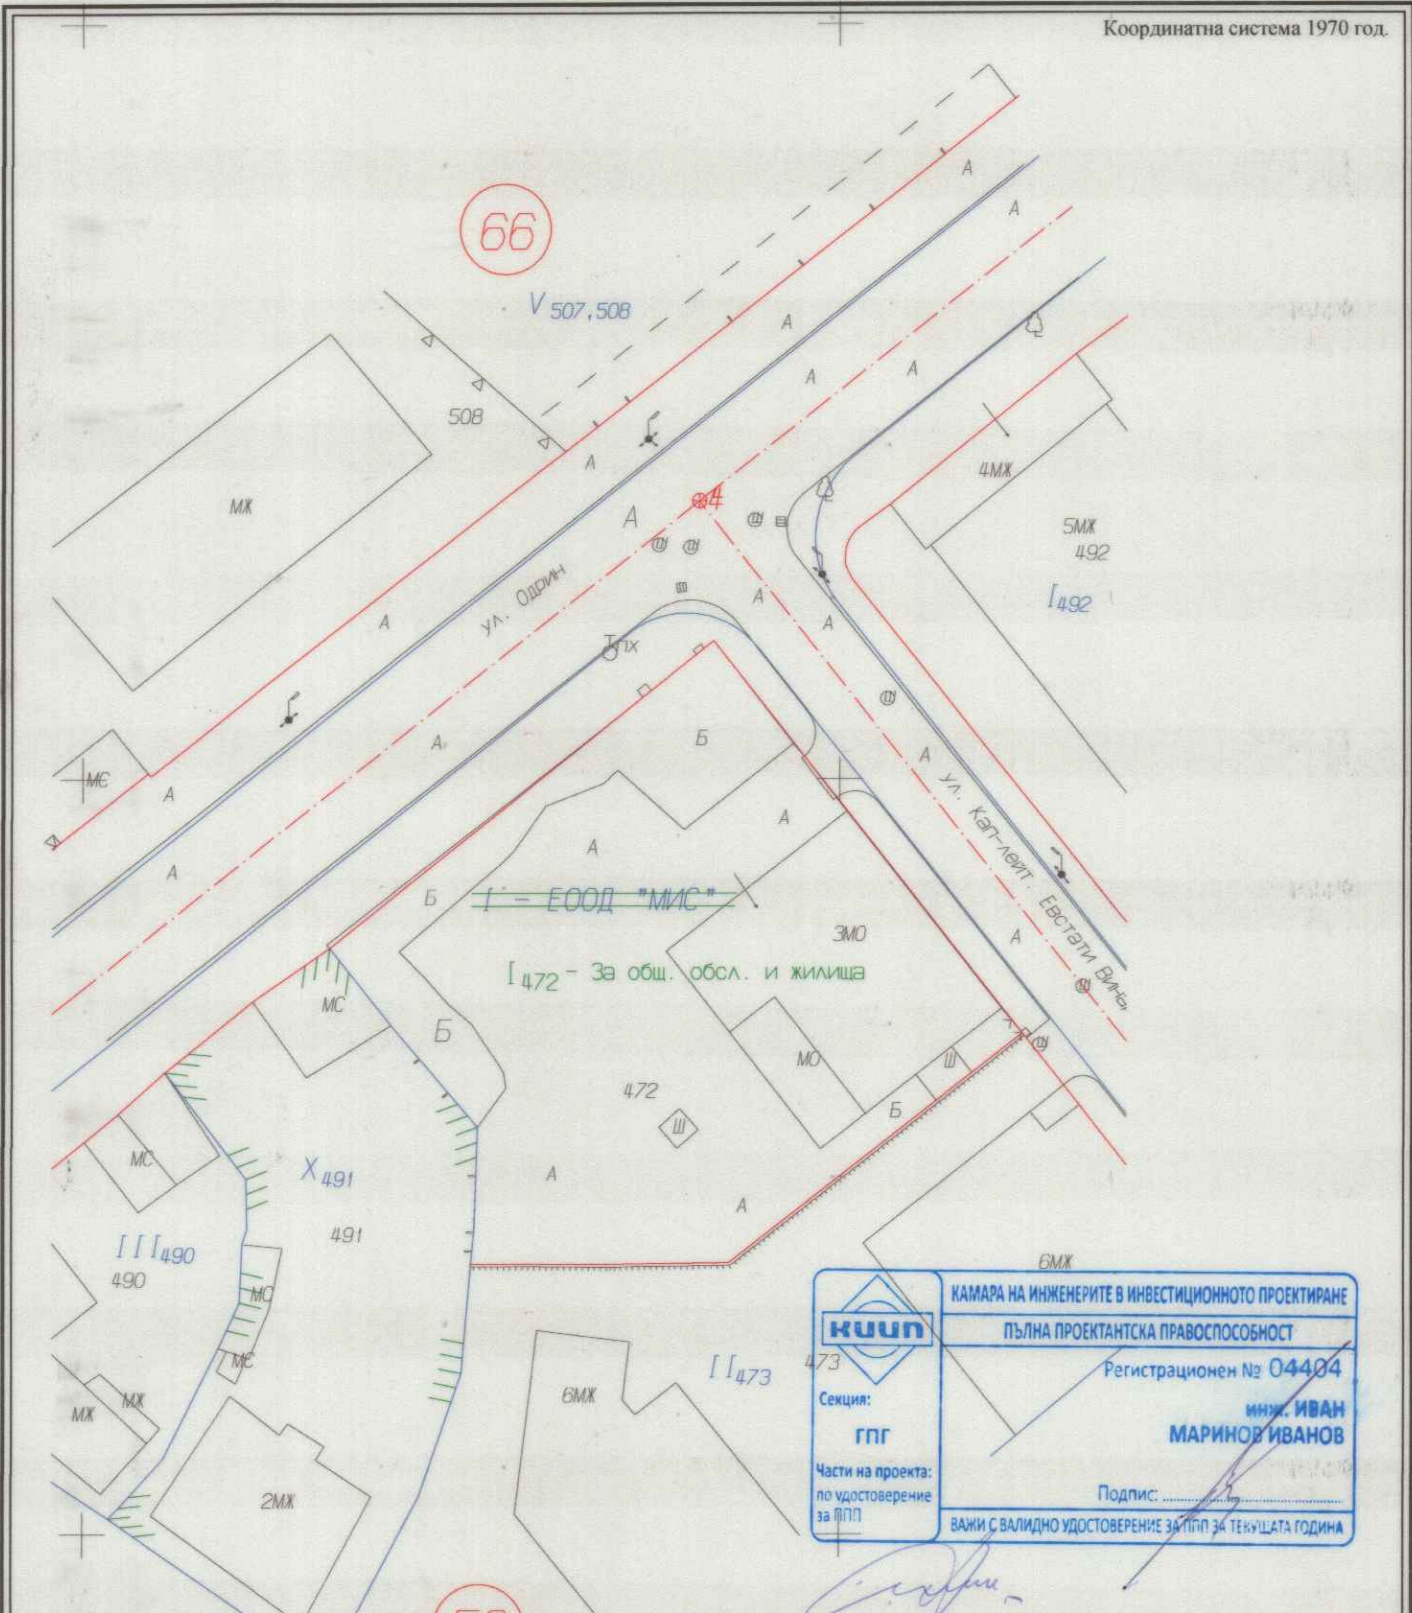 Координатна система 1970 год.
А
А
66
V 507,508
А
А
А
508
А
4МЖ
МЖ
4
А
5МЖ
492
I 492
Ш
Ш
Ш
ул. Одрин
А
А
А
Тпх
Ш
А
Б
А
МС
А
ул. Кап-лейт. Евстати
А
А
А
Б
I - ЕООД "МИС"
3МО
А
I 472 - За общ. обсл. и жилища
Ш
МС
Б
Ш
МО
Ш
472
Б
Ш
МС
X 491
А
А
491
III 490
490
6МЖ
МС
МС
II 473
473
6МЖ
МЖ
МЖ
2МЖ
КАМАРА НА ИНЖЕНЕРИТЕ В ИНВЕСТИЦИОННОТО ПРОЕКТИРАНЕ
КИИП
ПЪЛНА ПРОЕКТАНТСКА ПРАВОСПОСОБНОСТ
Регистрационен № 04404
Секция:
ГПГ
инж. ИВАН
МАРИНОВ ИВАНОВ
Части на проекта:
по удостоверение
за ППП
Подпис:
ВАЖИ С ВАЛИДНО УДОСТОВЕРЕНИЕ ЗА ППП ЗА ТЕКУЩАТА ГОДИНА